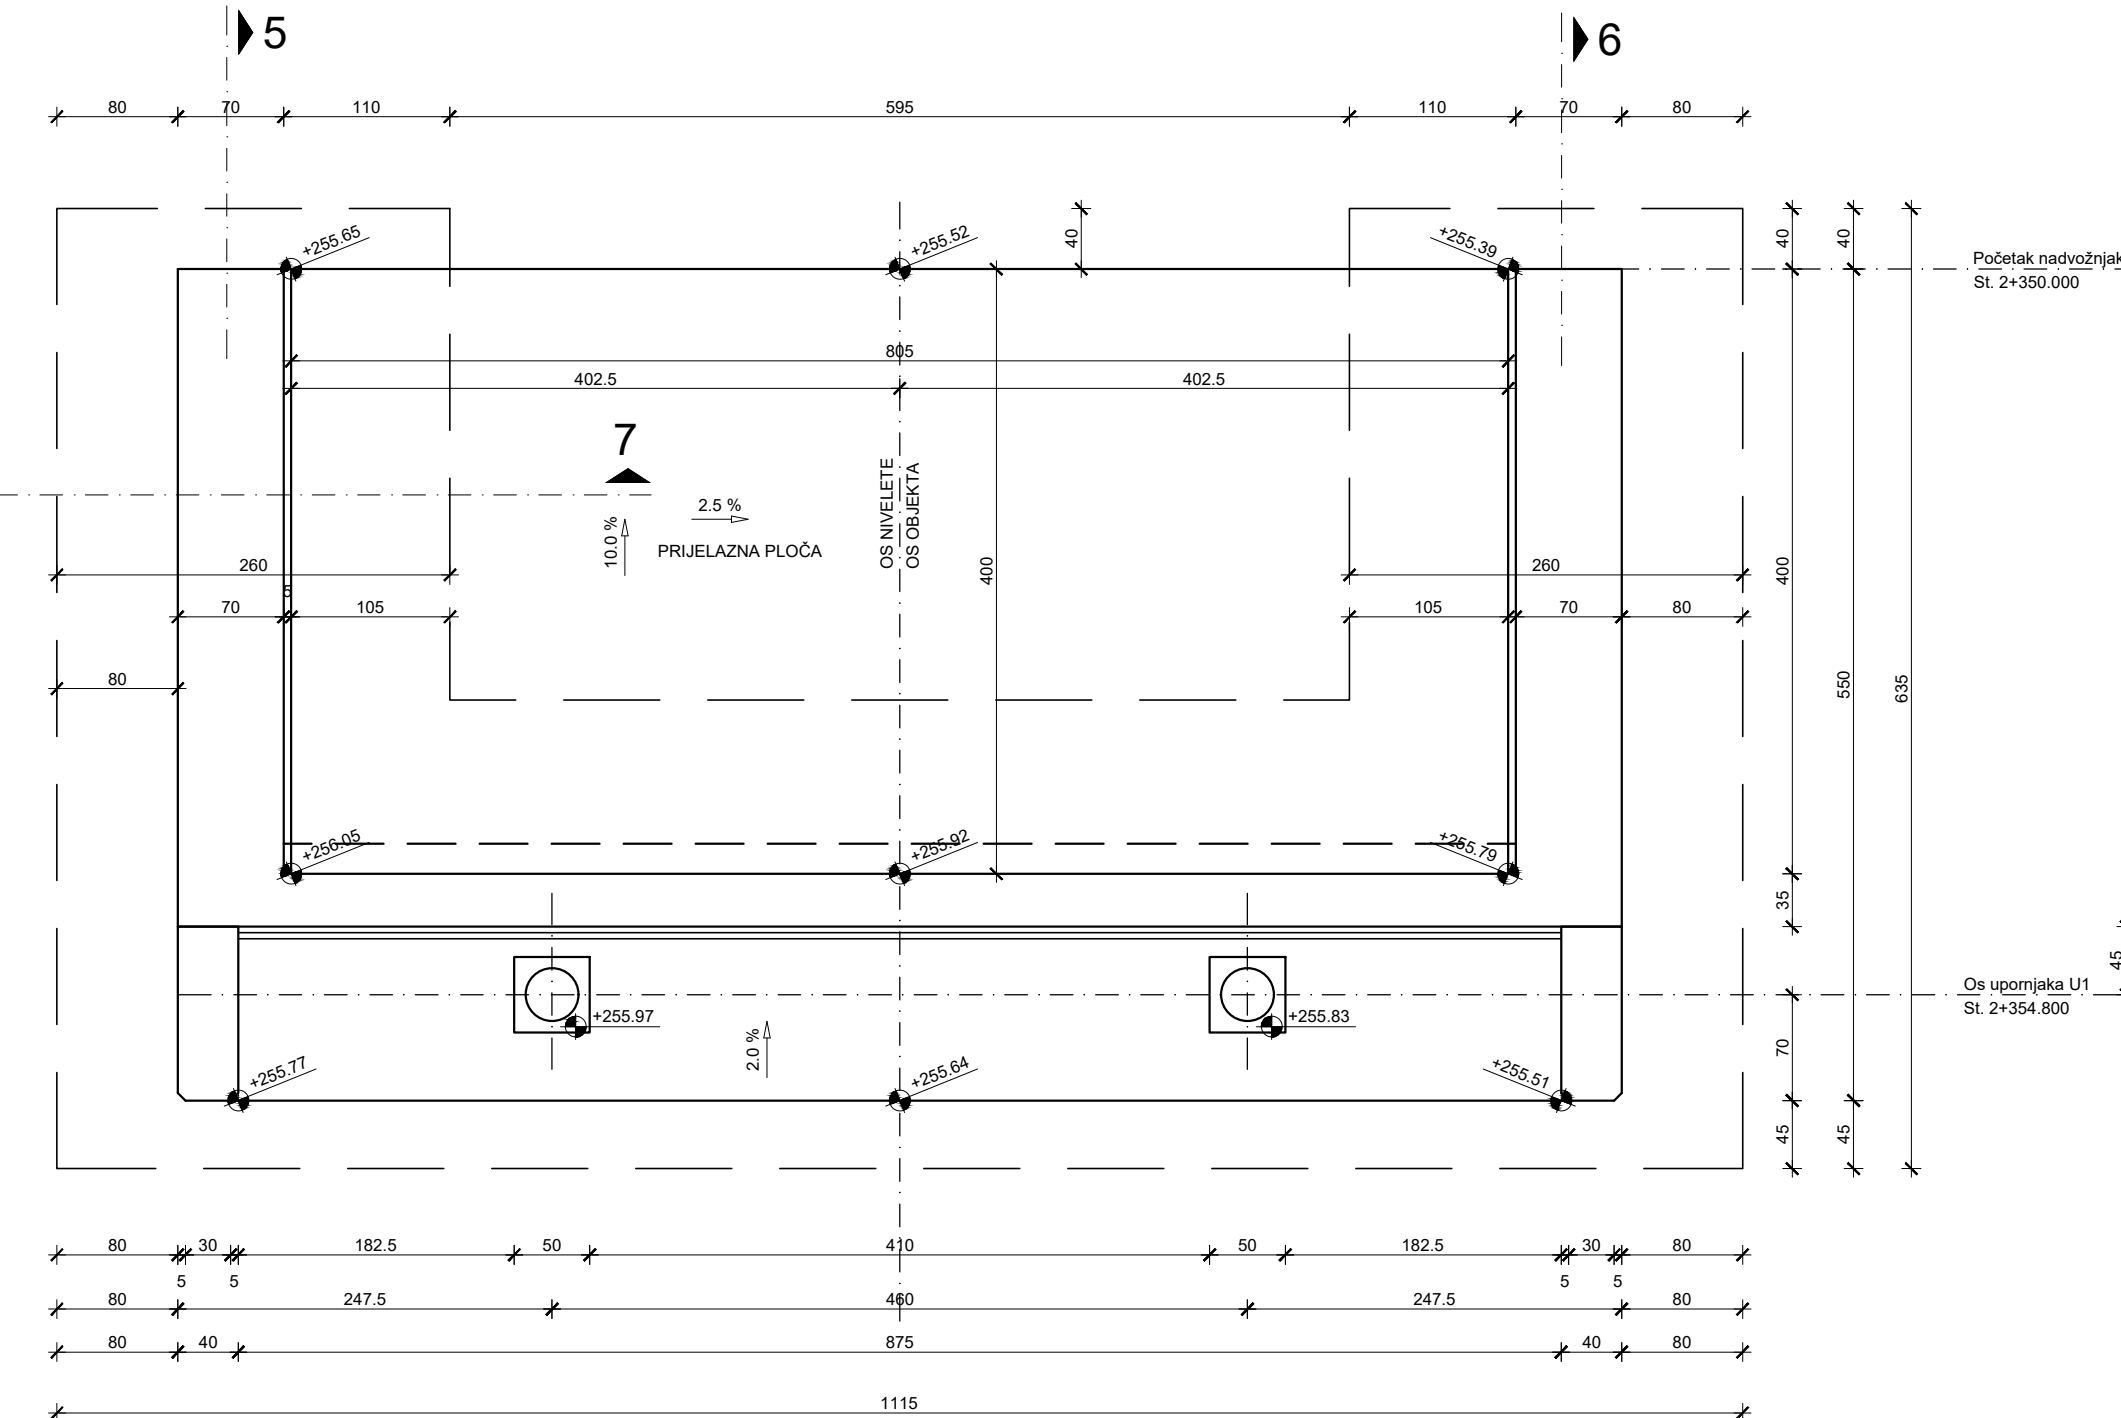 5
6
80 70 110 595 110 70 80
+255.65
+255.52
+255.39
40
40
40
Početak nadvožnjak
St. 2+350.000
805
402.5 402.5
7
2.5 %
10.0 %
PRIJELAZNA PLOČA
OS NIVELETE
OS OBJEKTA
400
400
260 260
5
70 105 105 70 80
80
550
635
+256.05
+255.92
+255.79
35
45
Os upornjaka U1
St. 2+354.800
+255.97
+255.83
2.0 %
70
+255.77
+255.64
+255.51
45
45
80 30 182.5 50 410 50 182.5 30 80
5 5 5 5
80 247.5 460 247.5 80
80 40 875 40 80
1115